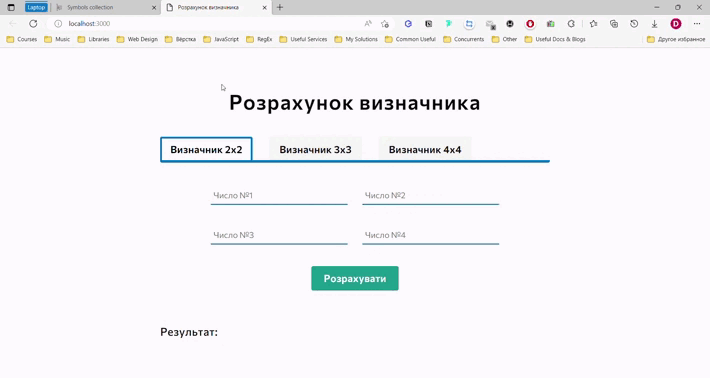 Laptop
Symbols collection
Розрахунок визначника
localhost:3000
Courses
Music
Libraries
Web Design
Вёрстка
JavaScript
RegEx
Useful Services
My Solutions
Common Useful
Concurrents
Other
Useful Docs & Blogs
Другое избранное
Розрахунок визначника
Визначник 2x2
Визначник 3x3
Визначник 4x4
Число №1
Число №2
Число №3
Число №4
Розрахувати
Результат: